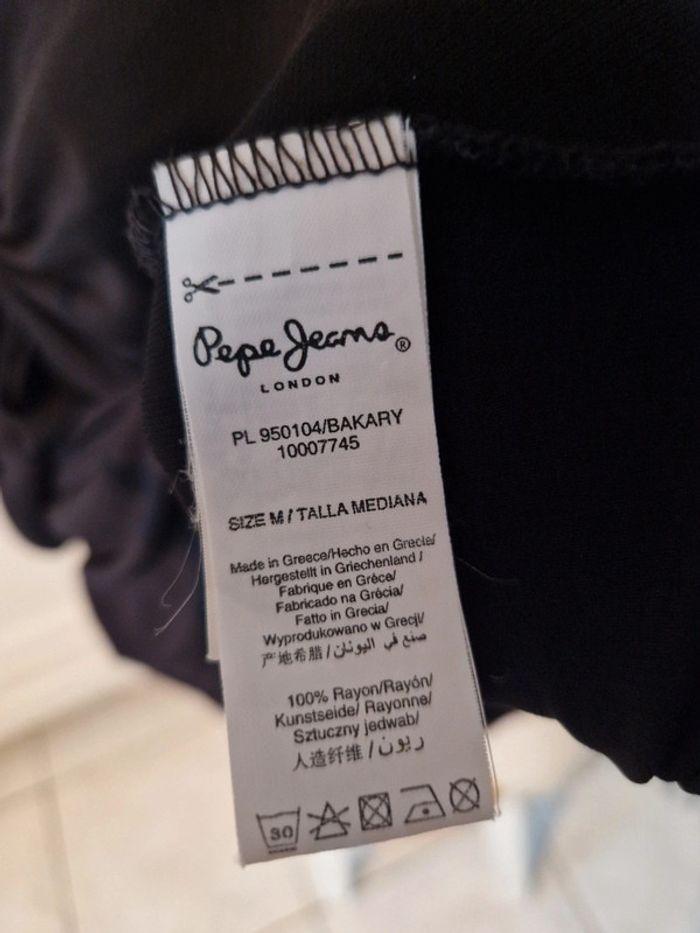 Pepe Jeans®
LONDON
PL 950104/BAKARY
10007745
SIZE M / TALLA MEDIANA
Made in Greece/Hecho en Grecia/
Hergestellt in Griechenland /
Fabrique en Grèce/
Fabricado na Grécia/
Fatto in Grecia/
Wyprodukowano w Grecji/
产地希腊 / صنع في اليونان
100% Rayon/Rayón/
Kunstseide/ Rayonne/
Sztuczny jedwab/
人造纤维 / ريون
30